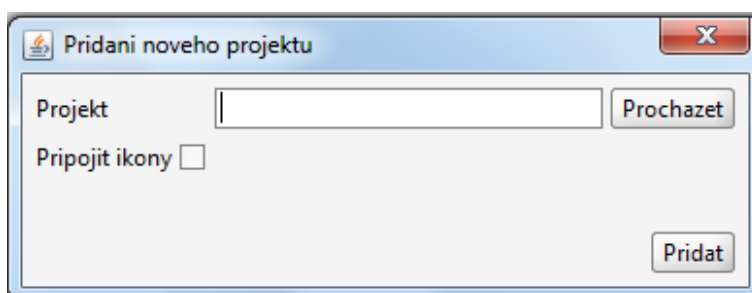 Pridani noveho projektu
Projekt Prochazet
Pripojit ikony
Pridat